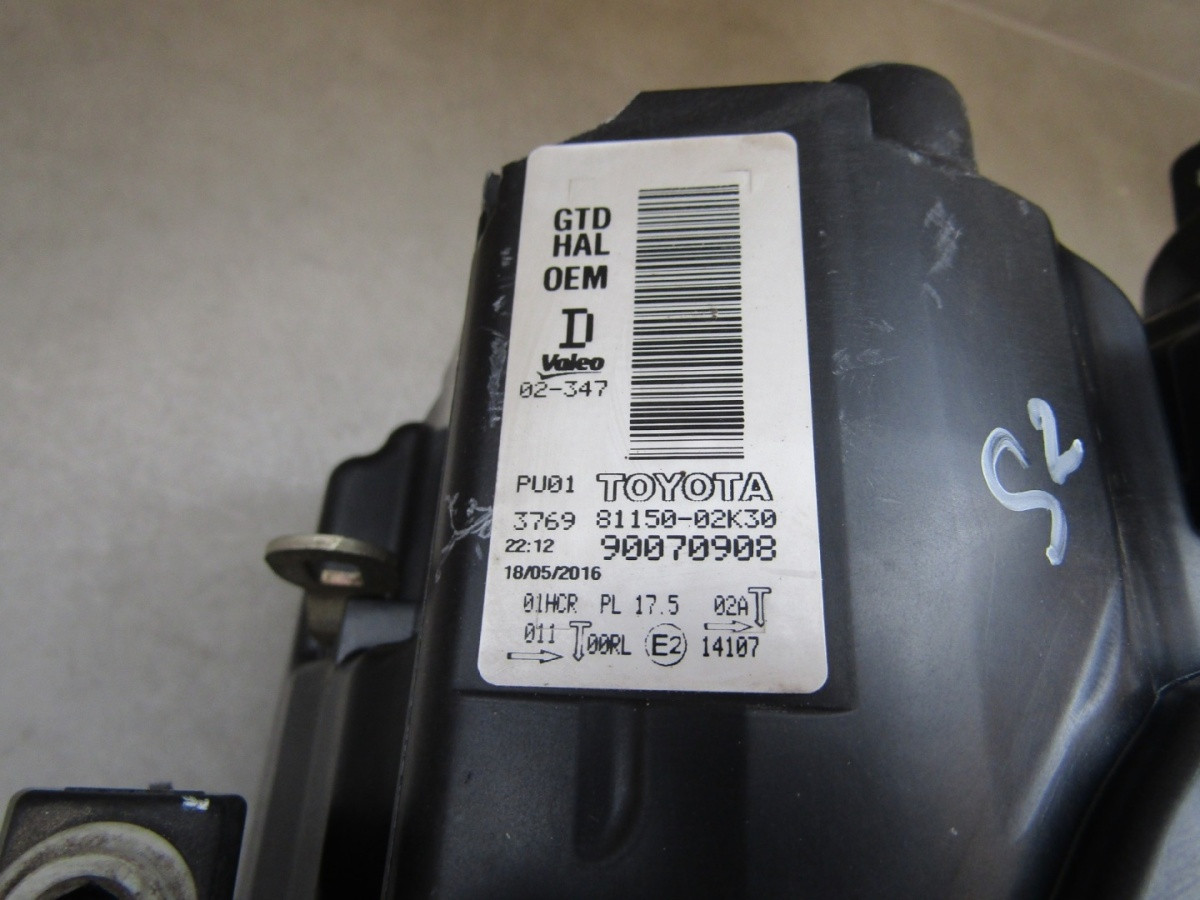 GTD
HAL
OEM
D
Valeo
02-347
PU01 TOYOTA
3769 81150-02K30
22:12 90070908
18/05/2016
01HCR PL 17.5 02A
011 00RL E2 14107
52